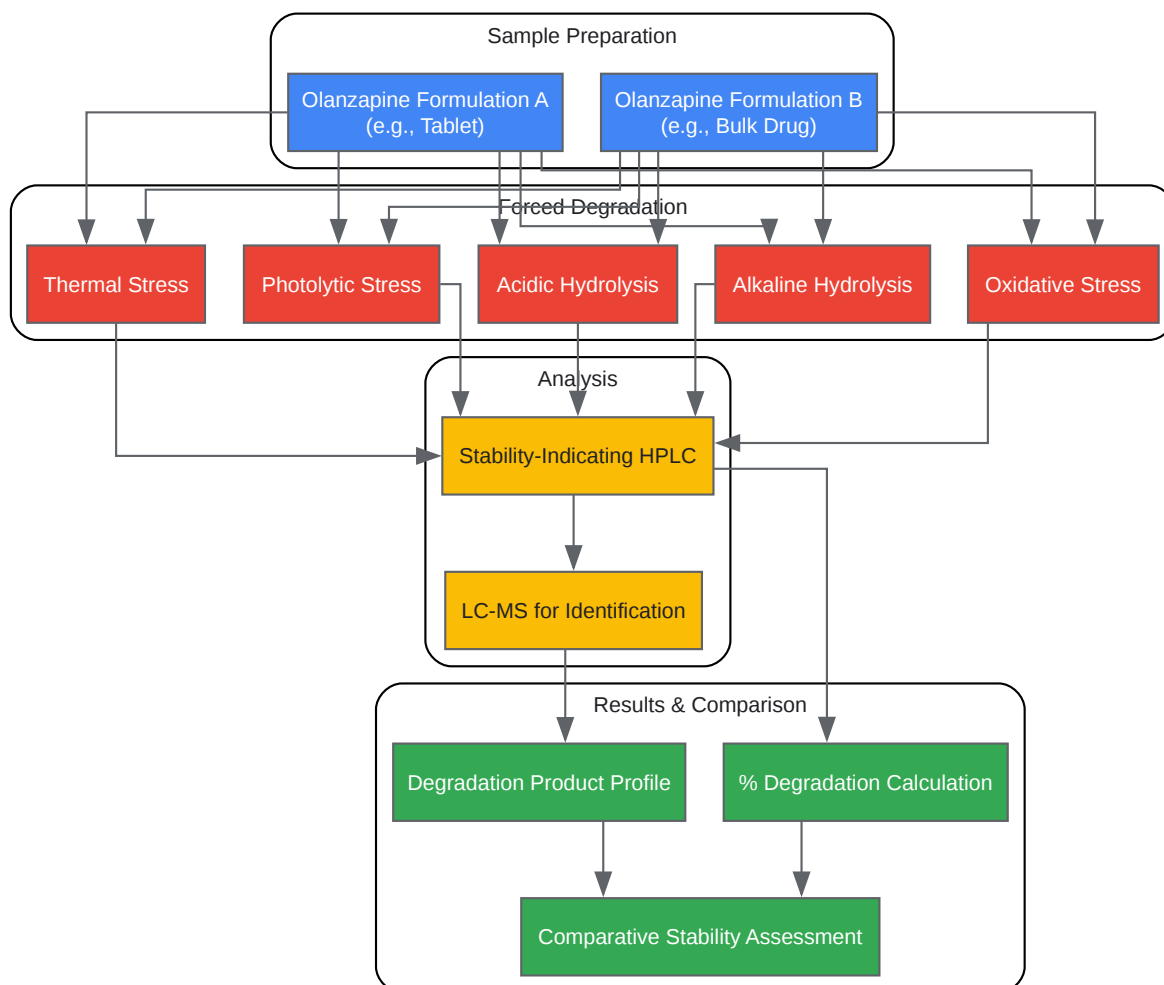 Sample Preparation
Olanzapine Formulation A
(e.g., Tablet)
Olanzapine Formulation B
(e.g., Bulk Drug)
Forced Degradation
Thermal Stress
Photolytic Stress
Acidic Hydrolysis
Alkaline Hydrolysis
Oxidative Stress
Analysis
Stability-Indicating HPLC
LC-MS for Identification
Results & Comparison
Degradation Product Profile
% Degradation Calculation
Comparative Stability Assessment